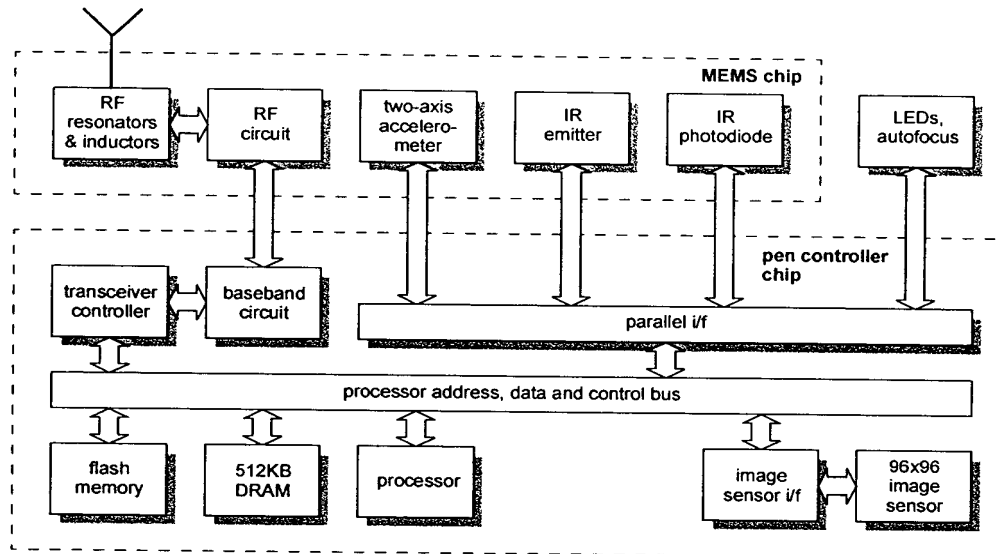 MEMS chip
RF
resonators
& inductors
RF
circuit
two-axis
accelero-
meter
IR
emitter
IR
photodiode
LEDs,
autofocus
pen controller
chip
transceiver
controller
baseband
circuit
parallel i/f
processor address, data and control bus
flash
memory
512KB
DRAM
processor
image
sensor i/f
96x96
image
sensor